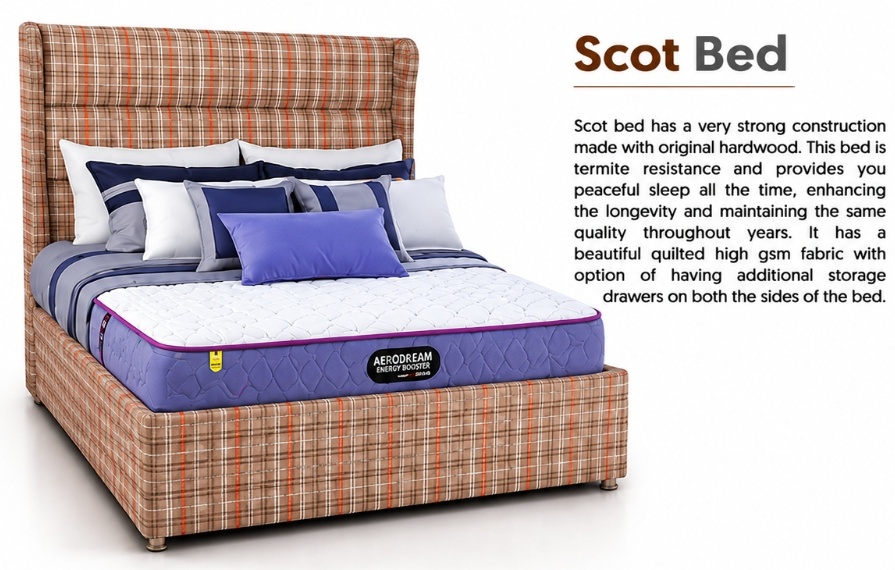 Scot Bed
Scot bed has a very strong construction
made with original hardwood. This bed is
termite resistance and provides you
peaceful sleep all the time, enhancing
the longevity and maintaining the same
quality throughout years. It has a
beautiful quilted high gsm fabric with
option of having additional storage
drawers on both the sides of the bed.
AERODREAM
ENERGY BOOSTER